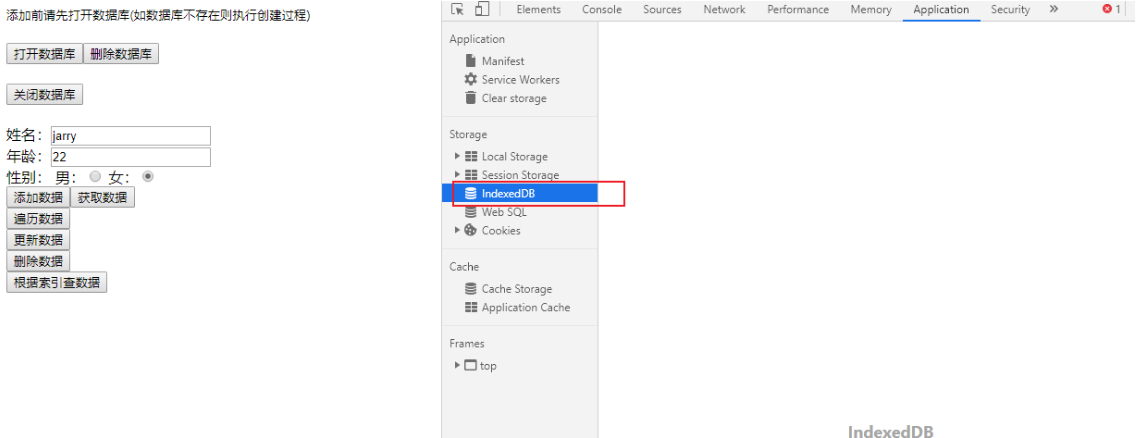 添加前请先打开数据库(如数据库不存在则执行创建过程)
打开数据库 删除数据库
关闭数据库
姓名： jarry
年龄： 22
性别： 男： 女：
添加数据 获取数据
遍历数据
更新数据
删除数据
根据索引查数据
Elements Console Sources Network Performance Memory Application Security » 1
Application
Manifest
Service Workers
Clear storage
Storage
Local Storage
Session Storage
IndexedDB
Web SQL
Cookies
Cache
Cache Storage
Application Cache
Frames
top
IndexedDB